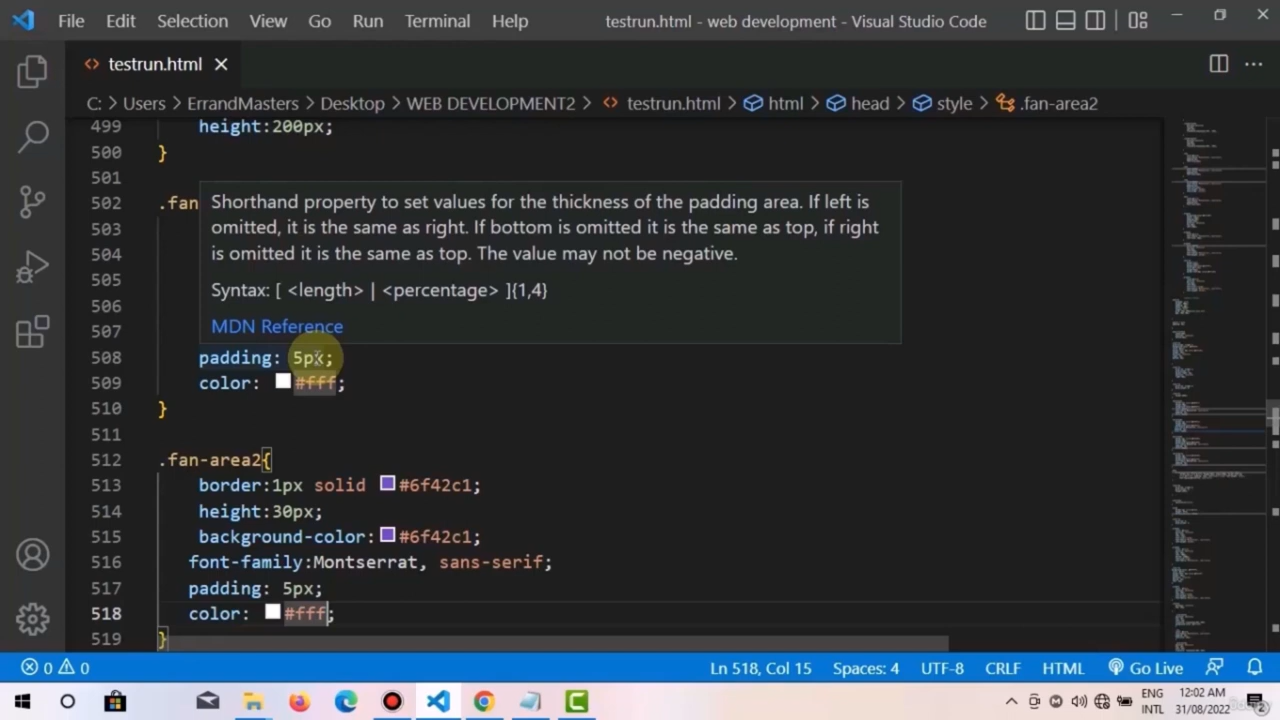 File Edit Selection View Go Run Terminal Help testrun.html - web development - Visual Studio Code
testrun.html
C: > Users > ErrandMasters > Desktop > WEB DEVELOPMENT2 > testrun.html > html > head > style > .fan-area2
499 height:200px;
500 }
501
502 .fan
503
504
505
506
507
Shorthand property to set values for the thickness of the padding area. If left is
omitted, it is the same as right. If bottom is omitted it is the same as top, if right
is omitted it is the same as top. The value may not be negative.
Syntax: [ <length> | <percentage> ]{1,4}
MDN Reference
508 padding: 5px;
509 color: #fff;
510 }
511
512 .fan-area2{
513 border:1px solid #6f42c1;
514 height:30px;
515 background-color: #6f42c1;
516 font-family:Montserrat, sans-serif;
517 padding: 5px;
518 color: #fff;
519 }
0 0 Ln 518, Col 15 Spaces: 4 UTF-8 CRLF HTML Go Live
ENG 12:02 AM
INTL 31/08/2022